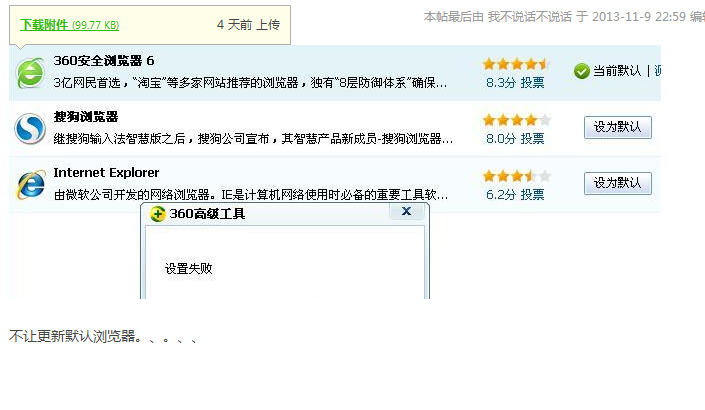 下载附件 (99.77 KB)
4 天前 上传
本帖最后由 我不说话不说话 于 2013-11-9 22:59 编辑
360安全浏览器 6
3亿网民首选，“淘宝”等多家网站推荐的浏览器，独有“8层防御体系”确保...
8.3分 投票
当前默认 |
搜狗浏览器
继搜狗输入法智慧版之后，搜狗公司宣布，其智慧产品新成员-搜狗浏览器...
8.0分 投票
设为默认
Internet Explorer
由微软公司开发的网络浏览器。IE是计算机网络使用时必备的重要工具软...
6.2分 投票
设为默认
360高级工具
设置失败
不让更新默认浏览器。、。、、